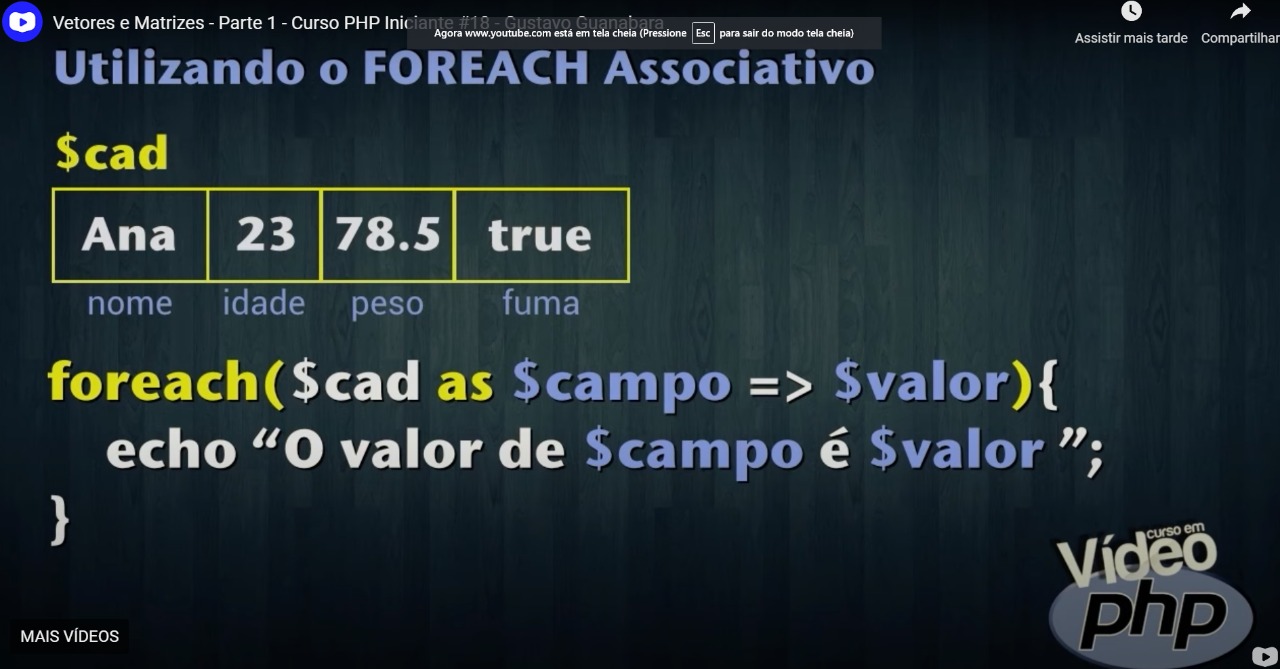 Vetores e Matrizes - Parte 1 - Curso PHP Iniciante #18 - Gustavo Guanabara
Agora www.youtube.com está em tela cheia (Pressione Esc para sair do modo tela cheia)
Assistir mais tarde
Compartilhar
Utilizando o FOREACH Associativo
$cad
Ana 23 78.5 true
nome idade peso fuma
foreach($cad as $campo => $valor){
echo “O valor de $campo é $valor ”;
}
curso em
Vídeo
php
MAIS VÍDEOS